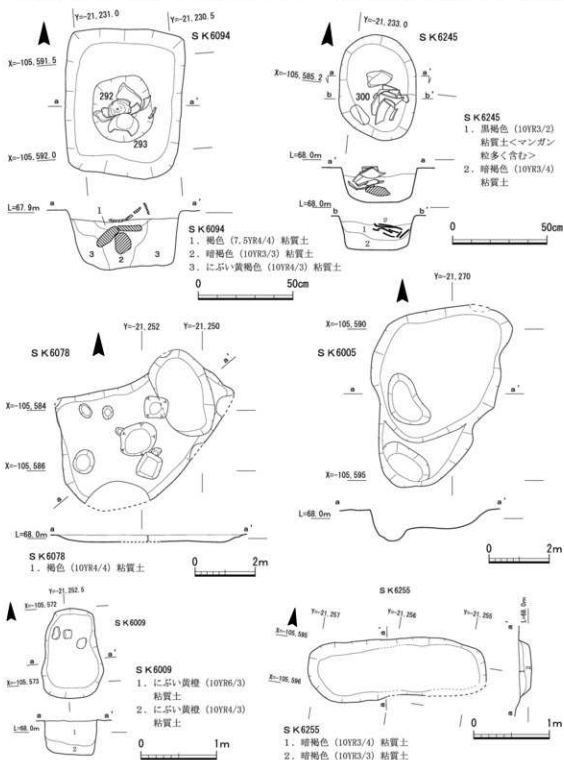 Y=-21,231.0
Y=-21,230.5
SK6094
X=-105,591.5
292
a
a'
293
X=-105,592.0
a
a'
L=67.9m
1
3
2
3
SK6094
1. 褐色 (7.5YR4/4) 粘質土
2. 暗褐色 (10YR3/3) 粘質土
3. にぶい黄褐色 (10YR4/3) 粘質土
0
50cm
Y=-21,233.0
SK6245
X=-105,585.2
a
a'
b
300
b'
L=68.0m
a'
a
L=68.0m
b'
b
1
2
SK6245
1. 黒褐色 (10YR3/2)
粘質土<マンガン
粒多く含む>
2. 暗褐色 (10YR3/4)
粘質土
0
50cm
Y=-21,252
Y=-21,250
SK6078
a'
X=-105,584
X=-105,586
a
L=68.0m
a
a'
SK6078
1. 褐色 (10YR4/4) 粘質土
0
2m
Y=-21,270
X=-105,590
SK6005
a
a'
X=-105,595
L=68.0m
a
a'
0
2m
Y=-21,252.5
X=-105,572
SK6009
a
a'
X=-105,573
a
a'
L=68.0m
1
2
SK6009
1. にぶい黄橙 (10YR6/3)
粘質土
2. にぶい黄橙 (10YR4/3)
粘質土
0
1m
SK6255
Y=-21,257
Y=-21,256
Y=-21,255
L=68.0m
a'
a'
X=-105,595
X=-105,596
a
a
SK6255
1. 暗褐色 (10YR3/4) 粘質土
2. 暗褐色 (10YR3/3) 粘質土
0
1m